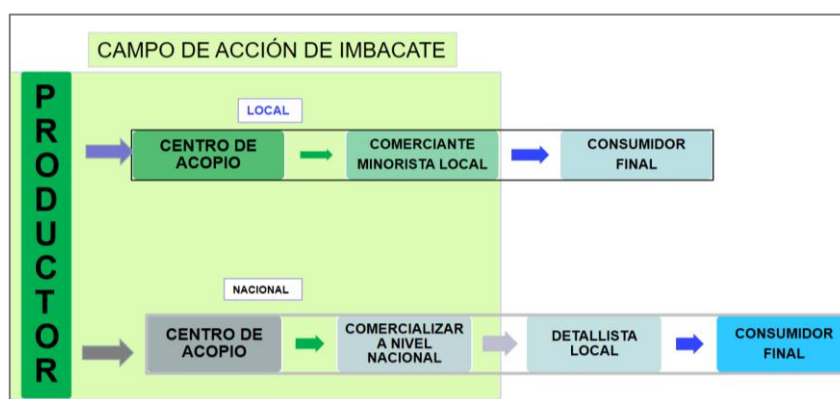 CAMPO DE ACCIÓN DE IMBACATE
PRODUCTOR
LOCAL
CENTRO DE
ACOPIO
COMERCIANTE
MINORISTA LOCAL
CONSUMIDOR
FINAL
NACIONAL
CENTRO DE
ACOPIO
COMERCIALIZAR
A NIVEL
NACIONAL
DETALLISTA
LOCAL
CONSUMIDOR
FINAL